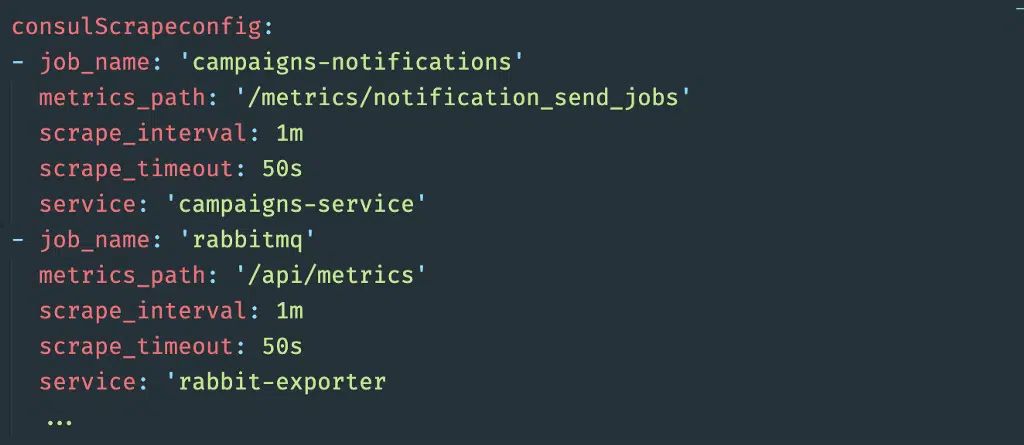 consulScrapeconfig:
- job_name: 'campaigns-notifications'
  metrics_path: '/metrics/notification_send_jobs'
  scrape_interval: 1m
  scrape_timeout: 50s
  service: 'campaigns-service'
- job_name: 'rabbitmq'
  metrics_path: '/api/metrics'
  scrape_interval: 1m
  scrape_timeout: 50s
  service: 'rabbit-exporter
  ...